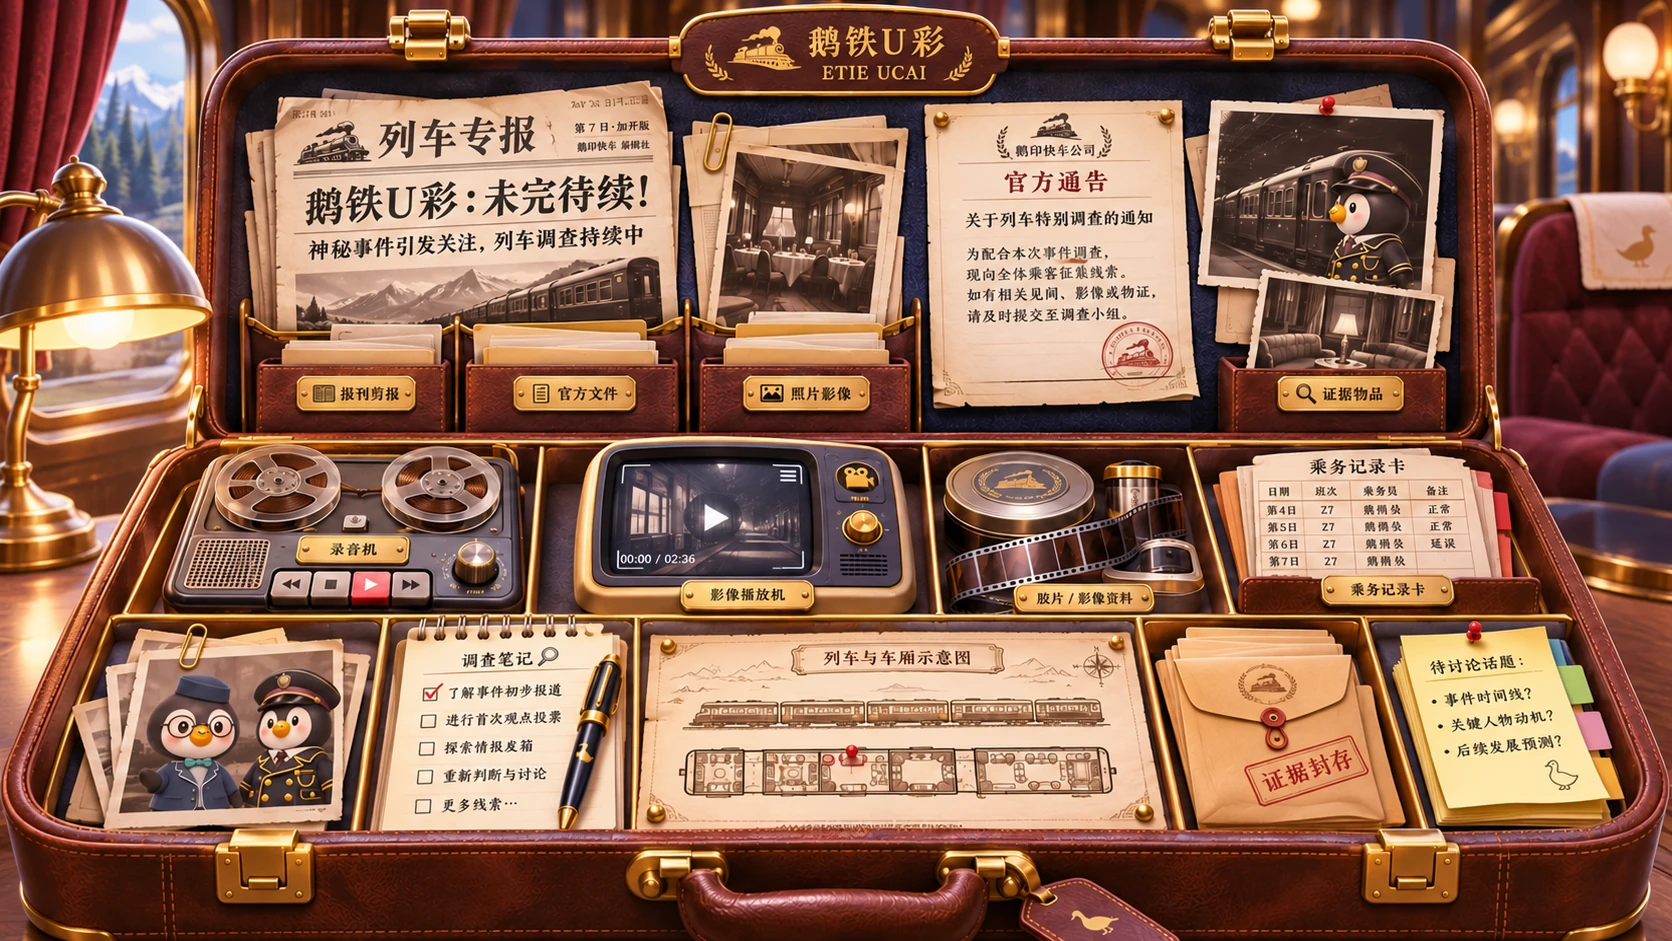 鹅铁U彩
ETIE UCAI
列车专报
第7日·加开版
鹅印快车
鹅铁U彩:未完待续!
神秘事件引发关注,列车调查持续中
报刊剪报
官方文件
照片影像
鹅印快车公司
官方通告
关于列车特别调查的通知
为配合本次事件调查,
现向全体乘客征集线索。
如有相关见闻、影像或物证,
请及时提交至调查小组。
证据物品
录音机
00:00 / 02:36
影像播放机
胶片 / 影像资料
乘务记录卡
日期 班次 乘务员 备注
第4日 Z7 正常
第5日 Z7 正常
第6日 Z7 延误
第7日 Z7
乘务记录卡
调查笔记
了解事件初步报道
进行首次观点投票
探索情报皮箱
重新判断与讨论
更多线索…
列车与车厢示意图
N
证据封存
待讨论话题:
• 事件时间线?
• 关键人物动机?
• 后续发展预测?